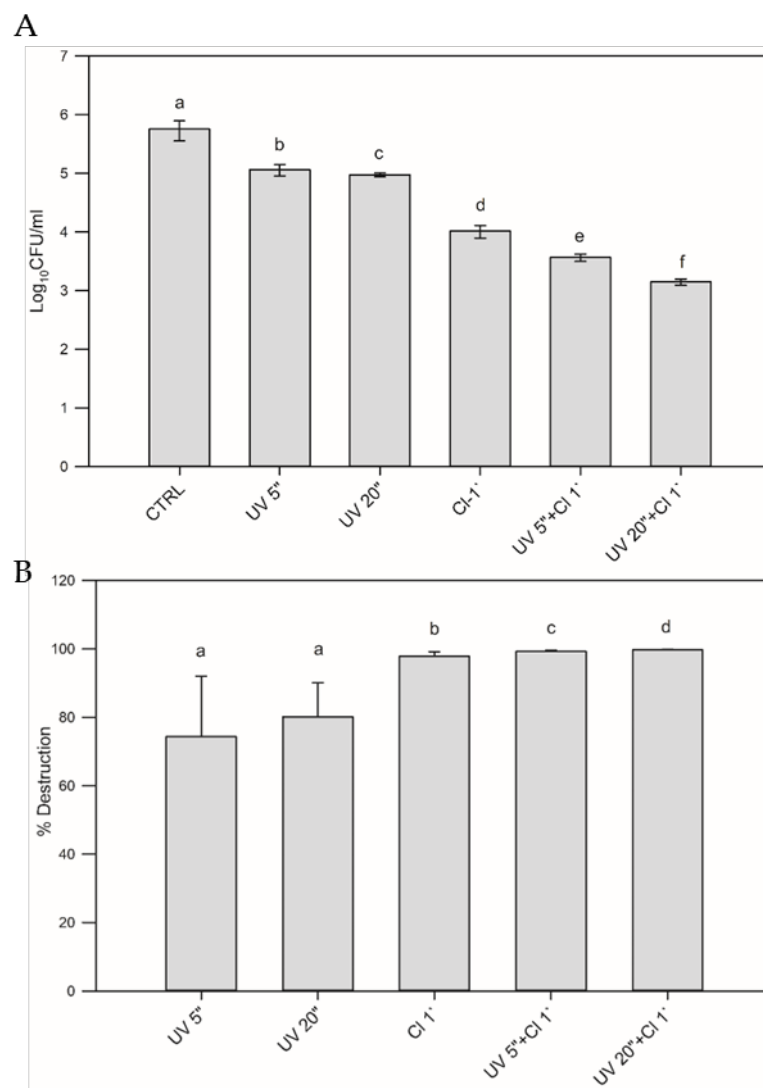 A
7
6
5
4
3
2
1
0
Log₁₀CFU/ml
a
b
c
d
e
f
CTRL
UV 5"
UV 20"
Cl-1`
UV 5"+Cl 1`
UV 20"+Cl 1`
B
120
100
80
60
40
20
0
% Destruction
a
a
b
c
d
UV 5"
UV 20"
Cl 1`
UV 5"+Cl 1`
UV 20"+Cl 1`